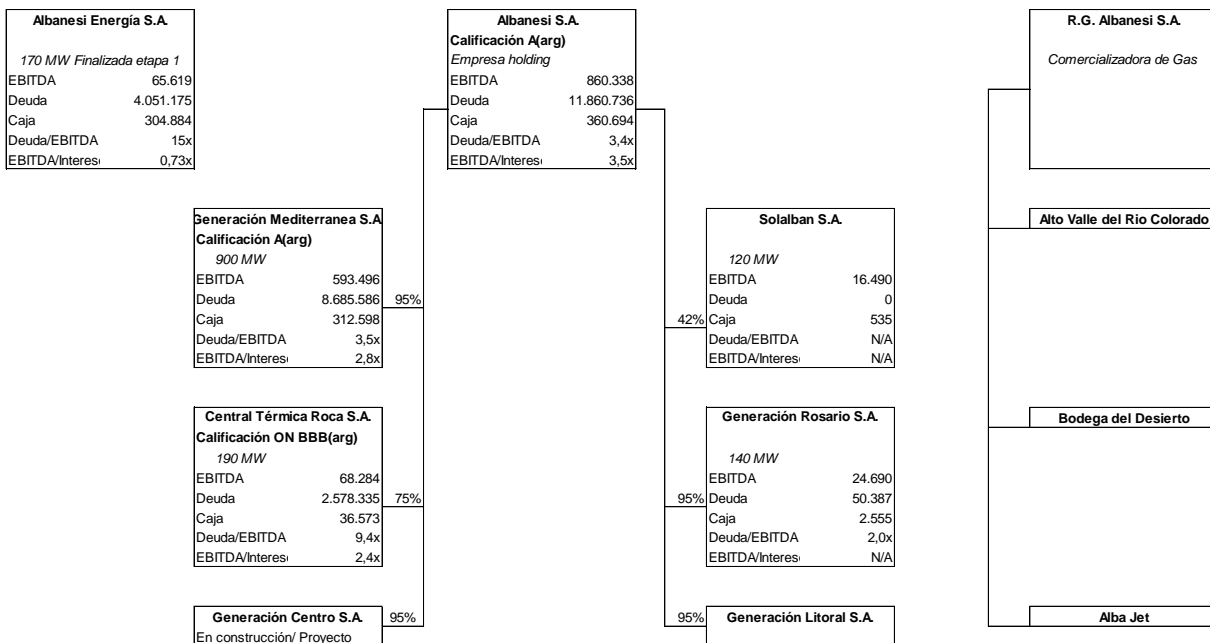 Albanesi Energía S.A.
170 MW Finalizada etapa 1
EBITDA 65.619
Deuda 4.051.175
Caja 304.884
Deuda/EBITDA 15x
EBITDA/Interes 0,73x
Albanesi S.A.
Calificación A(arg)
Empresa holding
EBITDA 860.338
Deuda 11.860.736
Caja 360.694
Deuda/EBITDA 3,4x
EBITDA/Interes 3,5x
R.G. Albanesi S.A.
Comercializadora de Gas
Generación Mediterranea S.A
Calificación A(arg)
900 MW
EBITDA 593.496
Deuda 8.685.586 95%
Caja 312.598
Deuda/EBITDA 3,5x
EBITDA/Interes 2,8x
Solalban S.A.
120 MW
EBITDA 16.490
Deuda 0
42% Caja 535
Deuda/EBITDA N/A
EBITDA/Interes N/A
Alto Valle del Rio Colorado
Central Térmica Roca S.A.
Calificación ON BBB(arg)
190 MW
EBITDA 68.284
Deuda 2.578.335 75%
Caja 36.573
Deuda/EBITDA 9,4x
EBITDA/Interes 2,4x
Generación Rosario S.A.
140 MW
EBITDA 24.690
95% Deuda 50.387
Caja 2.555
Deuda/EBITDA 2,0x
EBITDA/Interes N/A
Bodega del Desierto
Generación Centro S.A. 95%
En construcción/ Proyecto
95% Generación Litoral S.A.
Alba Jet